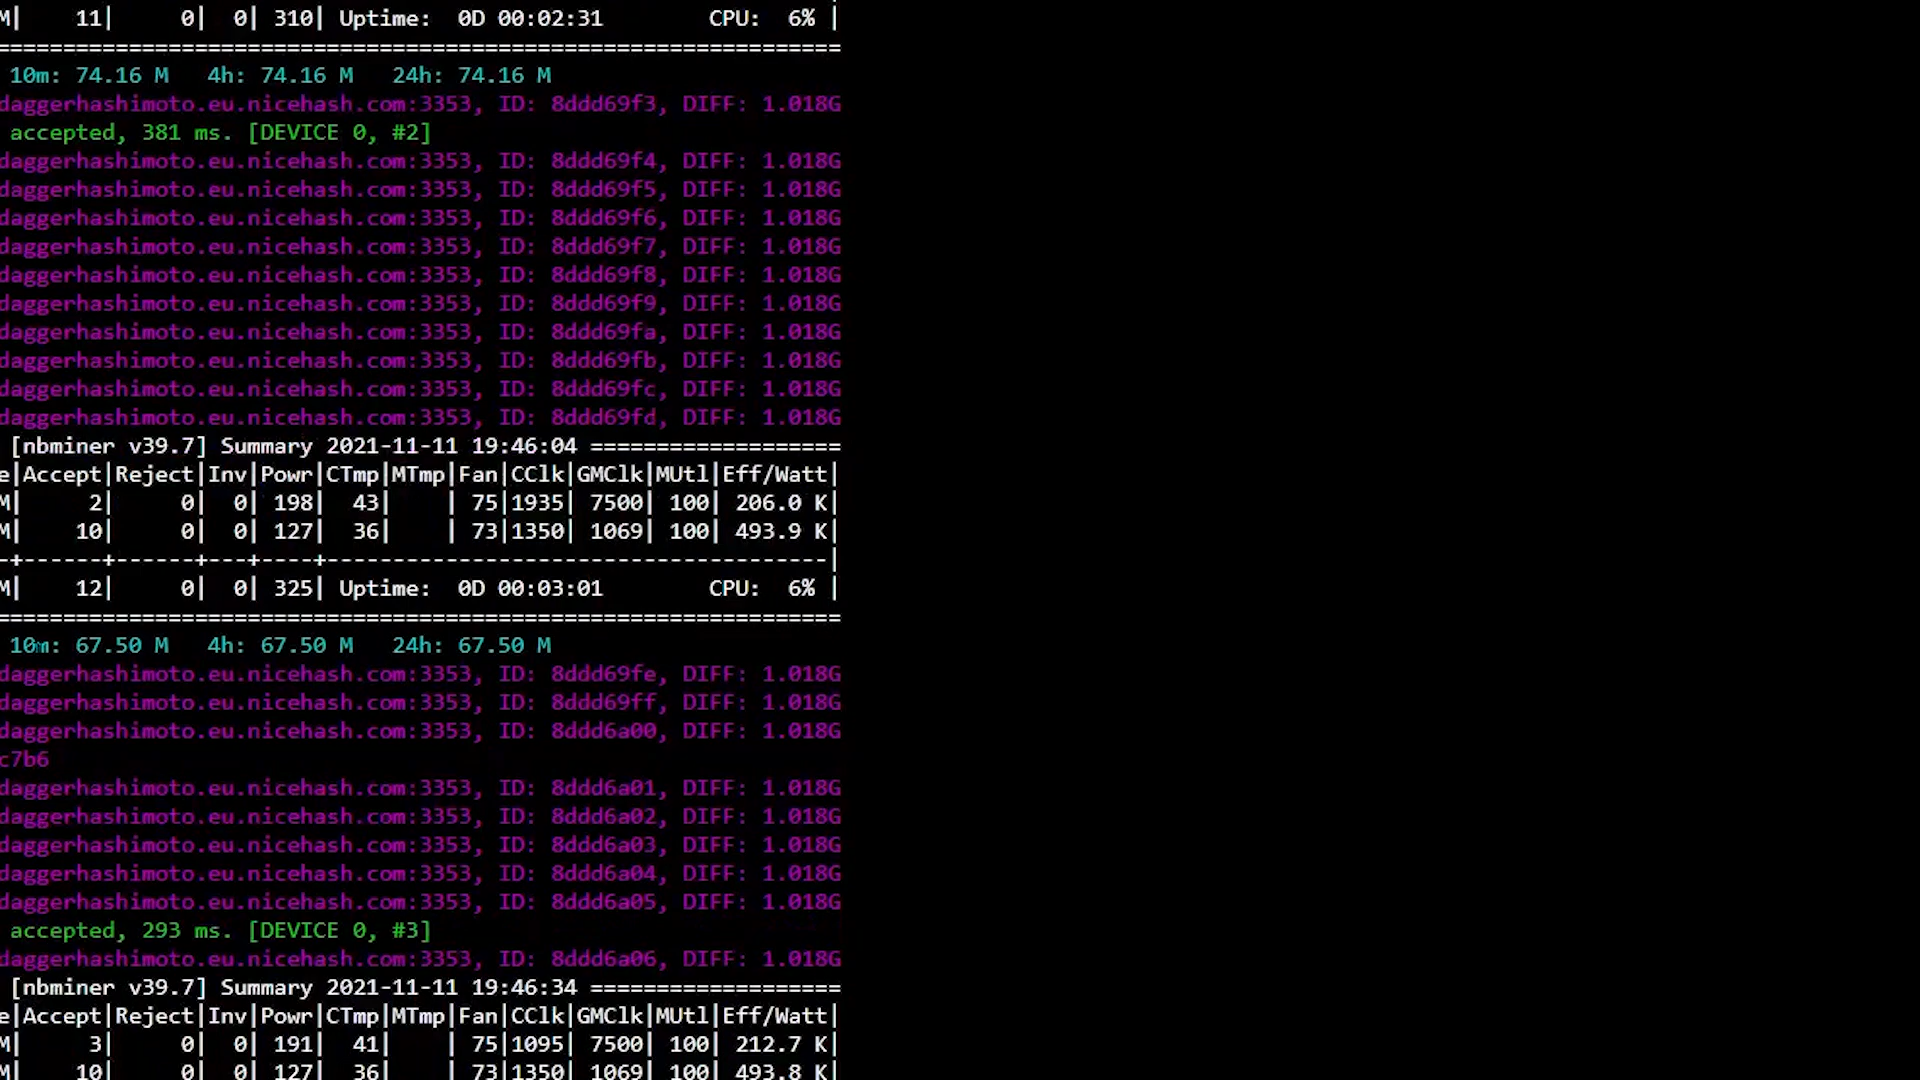 M|    11|     0|  0| 310| Uptime:  0D 00:02:31        CPU:  6% |
================================================================
10m: 74.16 M   4h: 74.16 M   24h: 74.16 M
daggerhashimoto.eu.nicehash.com:3353, ID: 8ddd69f3, DIFF: 1.018G
accepted, 381 ms. [DEVICE 0, #2]
daggerhashimoto.eu.nicehash.com:3353, ID: 8ddd69f4, DIFF: 1.018G
daggerhashimoto.eu.nicehash.com:3353, ID: 8ddd69f5, DIFF: 1.018G
daggerhashimoto.eu.nicehash.com:3353, ID: 8ddd69f6, DIFF: 1.018G
daggerhashimoto.eu.nicehash.com:3353, ID: 8ddd69f7, DIFF: 1.018G
daggerhashimoto.eu.nicehash.com:3353, ID: 8ddd69f8, DIFF: 1.018G
daggerhashimoto.eu.nicehash.com:3353, ID: 8ddd69f9, DIFF: 1.018G
daggerhashimoto.eu.nicehash.com:3353, ID: 8ddd69fa, DIFF: 1.018G
daggerhashimoto.eu.nicehash.com:3353, ID: 8ddd69fb, DIFF: 1.018G
daggerhashimoto.eu.nicehash.com:3353, ID: 8ddd69fc, DIFF: 1.018G
daggerhashimoto.eu.nicehash.com:3353, ID: 8ddd69fd, DIFF: 1.018G
[nbminer v39.7] Summary 2021-11-11 19:46:04 ===================
e|Accept|Reject|Inv|Powr|CTmp|MTmp|Fan|CClk|GMClk|MUtl|Eff/Watt|
M|     2|     0|  0| 198|  43|    | 75|1935| 7500| 100| 206.0 K|
M|    10|     0|  0| 127|  36|    | 73|1350| 1069| 100| 493.9 K|
-+------+------+---+----+--------------------------------------|
M|    12|     0|  0| 325| Uptime:  0D 00:03:01        CPU:  6% |
================================================================
10m: 67.50 M   4h: 67.50 M   24h: 67.50 M
daggerhashimoto.eu.nicehash.com:3353, ID: 8ddd69fe, DIFF: 1.018G
daggerhashimoto.eu.nicehash.com:3353, ID: 8ddd69ff, DIFF: 1.018G
daggerhashimoto.eu.nicehash.com:3353, ID: 8ddd6a00, DIFF: 1.018G
c7b6
daggerhashimoto.eu.nicehash.com:3353, ID: 8ddd6a01, DIFF: 1.018G
daggerhashimoto.eu.nicehash.com:3353, ID: 8ddd6a02, DIFF: 1.018G
daggerhashimoto.eu.nicehash.com:3353, ID: 8ddd6a03, DIFF: 1.018G
daggerhashimoto.eu.nicehash.com:3353, ID: 8ddd6a04, DIFF: 1.018G
daggerhashimoto.eu.nicehash.com:3353, ID: 8ddd6a05, DIFF: 1.018G
accepted, 293 ms. [DEVICE 0, #3]
daggerhashimoto.eu.nicehash.com:3353, ID: 8ddd6a06, DIFF: 1.018G
[nbminer v39.7] Summary 2021-11-11 19:46:34 ===================
e|Accept|Reject|Inv|Powr|CTmp|MTmp|Fan|CClk|GMClk|MUtl|Eff/Watt|
M|     3|     0|  0| 191|  41|    | 75|1095| 7500| 100| 212.7 K|
M|    10|     0|  0| 127|  36|    | 73|1350| 1069| 100| 493.8 K|